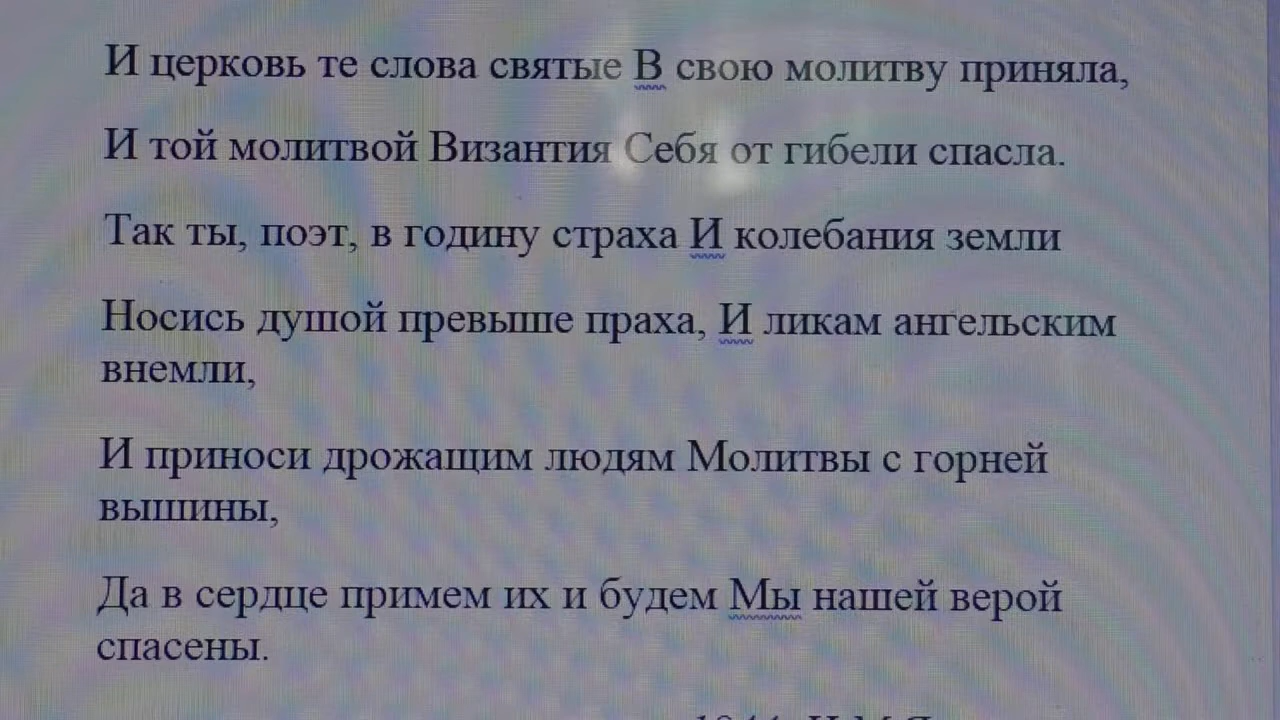 И церковь те слова святые В свою молитву приняла,
И той молитвой Византия Себя от гибели спасла.
Так ты, поэт, в годину страха И колебания земли
Носись душой превыше праха, И ликам ангельским
внемли,
И приноси дрожащим людям Молитвы с горней
вышины,
Да в сердце примем их и будем Мы нашей верой
спасены.